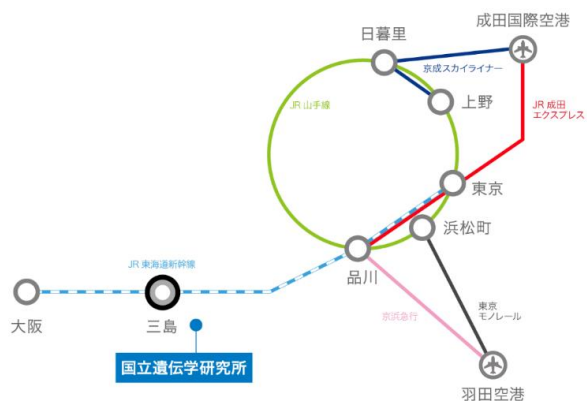 成田国際空港
日暮里
京成スカイライナー
JR 山手線
上野
JR 成田
エクスプレス
東京
浜松町
品川
JR 東海道新幹線
大阪
三島
東京
モノレール
京浜急行
国立遺伝学研究所
羽田空港